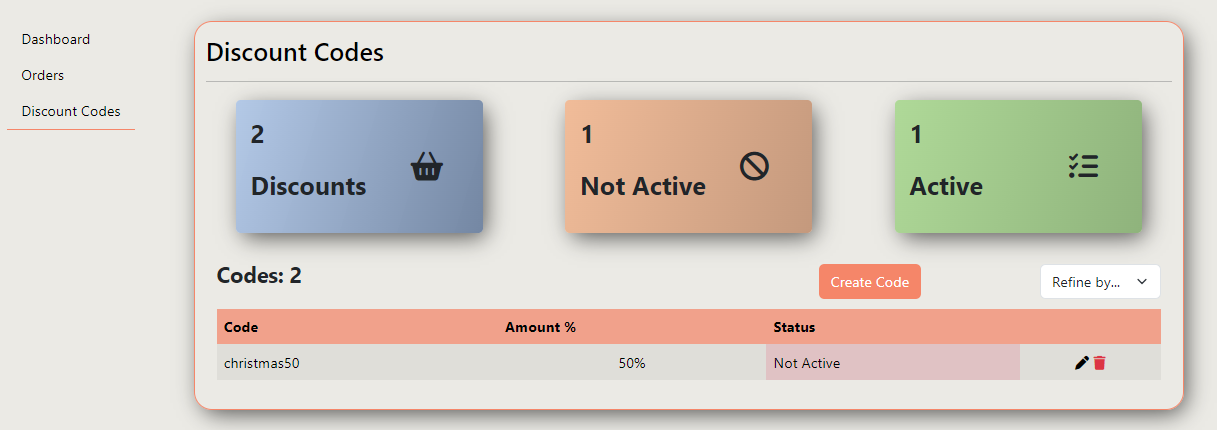 Dashboard
Orders
Discount Codes
Discount Codes
2
Discounts
1
Not Active
1
Active
Codes: 2
Create Code
Refine by...
Code Amount % Status
christmas50 50% Not Active